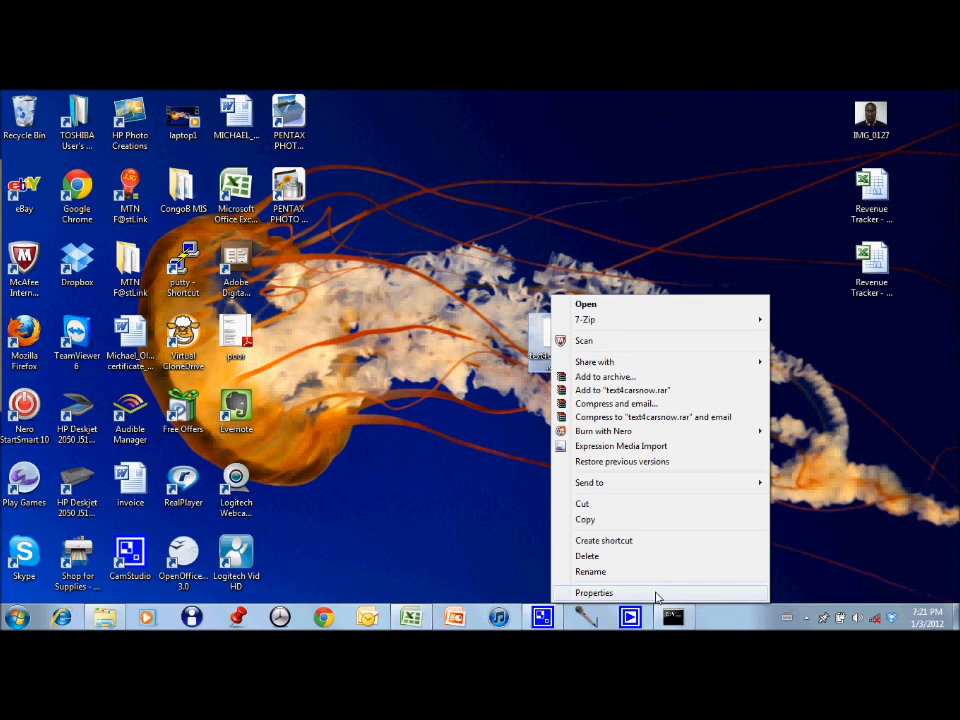 Recycle Bin
TOSHIBA
User's ...
HP Photo
Creations
laptop1
MICHAEL_...
PENTAX
PHOT...
IMG_0127
eBay
Google
Chrome
MTN
F@stLink
CongoB MIS
Microsoft
Office Exc...
PENTAX
PHOTO ...
Revenue
Tracker - ...
McAfee
Intern...
Dropbox
MTN
F@stLink
putty -
Shortcut
Adobe
Digita...
Revenue
Tracker - ...
Mozilla
Firefox
TeamViewer
6
Michael_Ol...
certificate_...
Virtual
CloneDrive
poor
Nero
StartSmart 10
HP Deskjet
2050 J51...
Audible
Manager
Free Offers
Evernote
Play Games
HP Deskjet
2050 J51...
invoice
RealPlayer
Logitech
Webca...
Skype
Shop for
Supplies - ...
CamStudio
OpenOffice...
3.0
Logitech Vid
HD
Open
7-Zip
Scan
Share with
Add to archive...
Add to "text4carsnow.rar"
Compress and email...
Compress to "text4carsnow.rar" and email
Burn with Nero
Expression Media Import
Restore previous versions
Send to
Cut
Copy
Create shortcut
Delete
Rename
Properties
7:21 PM
1/3/2012